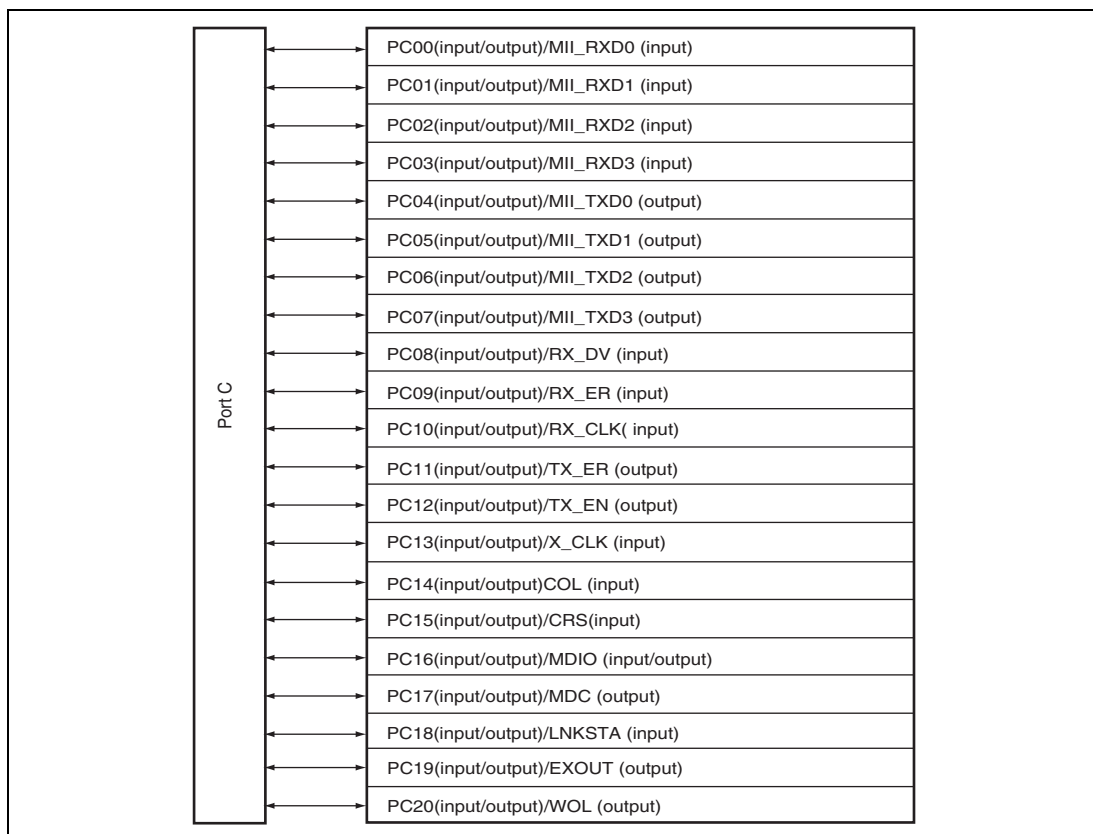 Port C
PC00(input/output)/MII_RXD0 (input)
PC01(input/output)/MII_RXD1 (input)
PC02(input/output)/MII_RXD2 (input)
PC03(input/output)/MII_RXD3 (input)
PC04(input/output)/MII_TXD0 (output)
PC05(input/output)/MII_TXD1 (output)
PC06(input/output)/MII_TXD2 (output)
PC07(input/output)/MII_TXD3 (output)
PC08(input/output)/RX_DV (input)
PC09(input/output)/RX_ER (input)
PC10(input/output)/RX_CLK( input)
PC11(input/output)/TX_ER (output)
PC12(input/output)/TX_EN (output)
PC13(input/output)/X_CLK (input)
PC14(input/output)COL (input)
PC15(input/output)/CRS(input)
PC16(input/output)/MDIO (input/output)
PC17(input/output)/MDC (output)
PC18(input/output)/LNKSTA (input)
PC19(input/output)/EXOUT (output)
PC20(input/output)/WOL (output)